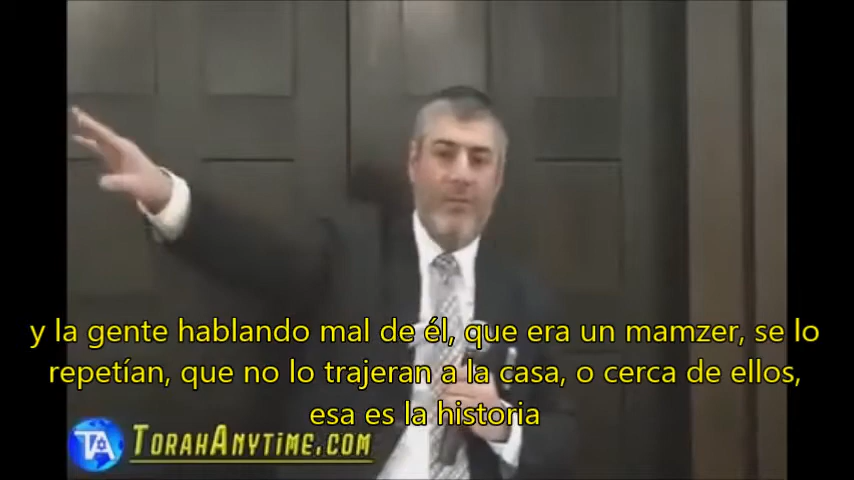 y la gente hablando mal de él, que era un mamzer, se lo
repetían, que no lo trajeran a la casa, o cerca de ellos,
esa es la historia
TA TORAHANYTIME.COM